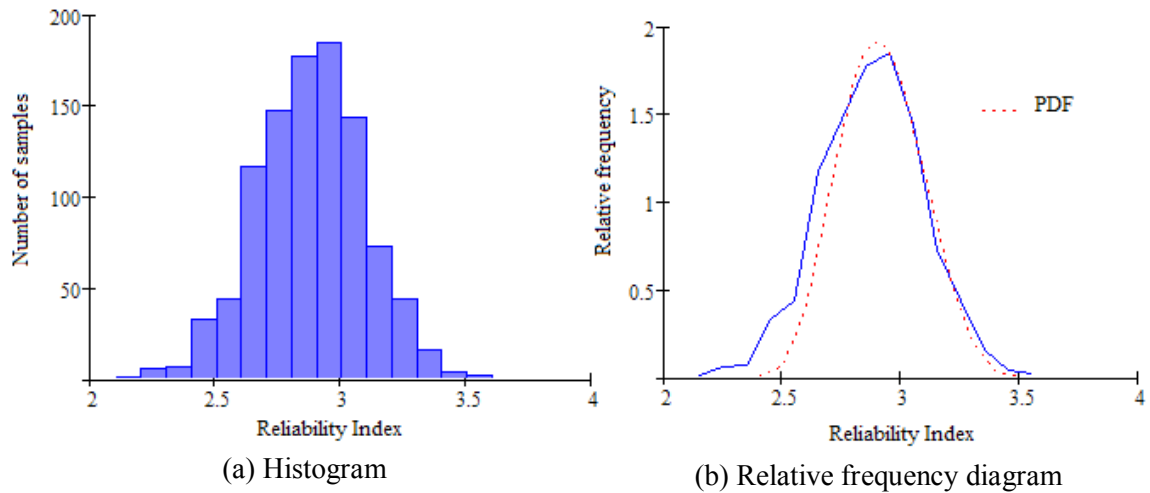 200
150
100
50
2
2.5
3
3.5
4
Number of samples
Reliability Index
(a) Histogram
2
1.5
1
0.5
2
2.5
3
3.5
4
Relative frequency
PDF
Reliability Index
(b) Relative frequency diagram